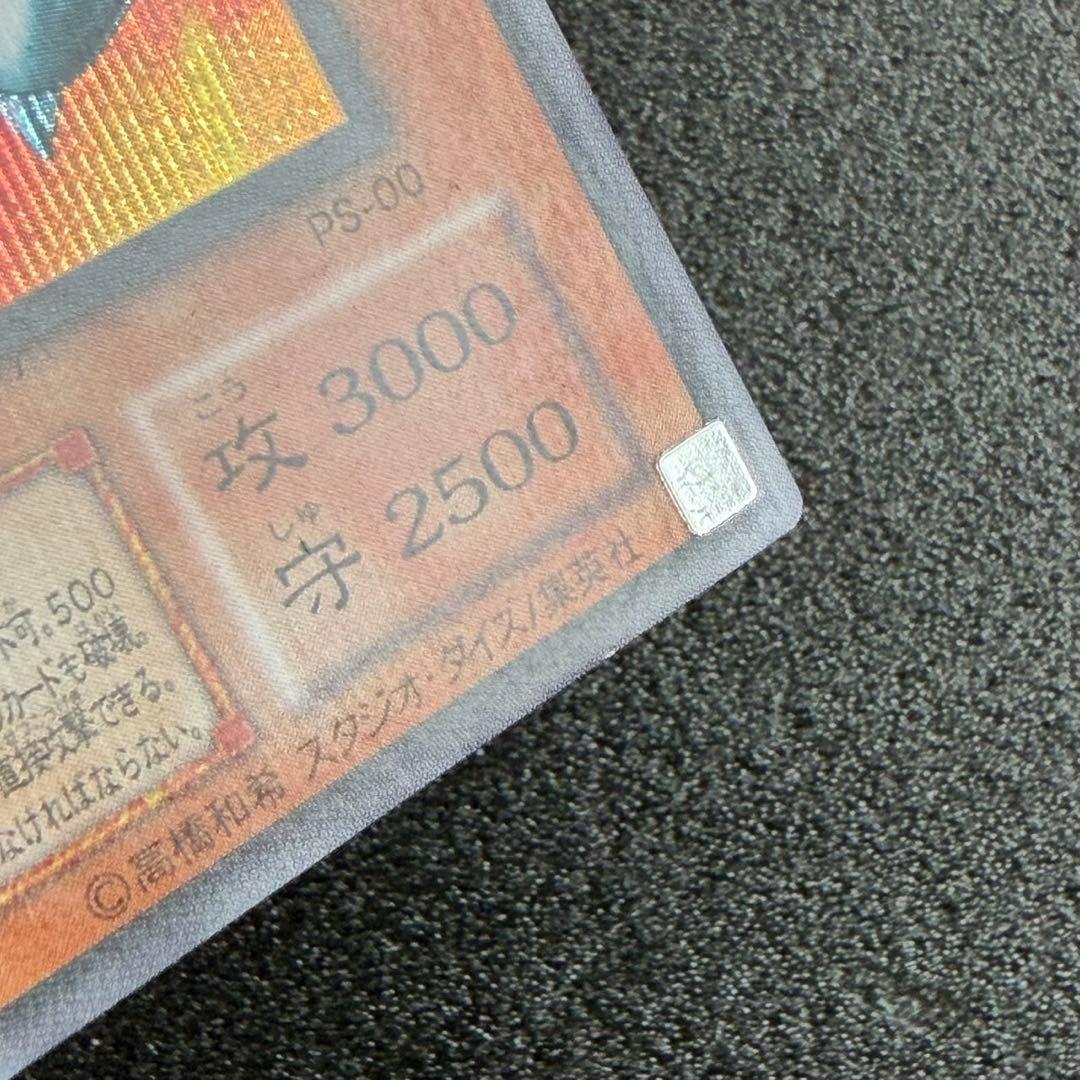 PS-00
こう
攻 3000
しゅ
守 2500
不可。500
カードも破壊。
直接攻撃できる。
なければならない。
©高橋和希 スタジオ・ダイス/集英社